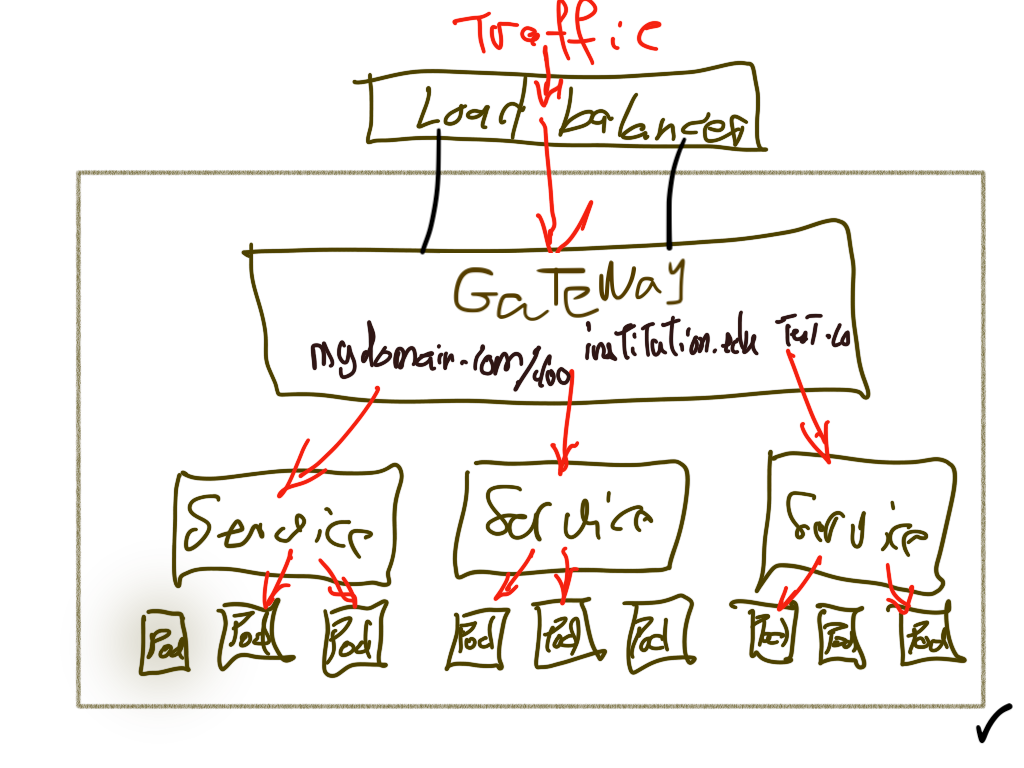 Traffic
Load balancer
GaTeWay
mydomain.com/foo institution.edu TesT.co
Service Service Service
Pod Pod Pod Pod Pod Pod Pod Pod Pod